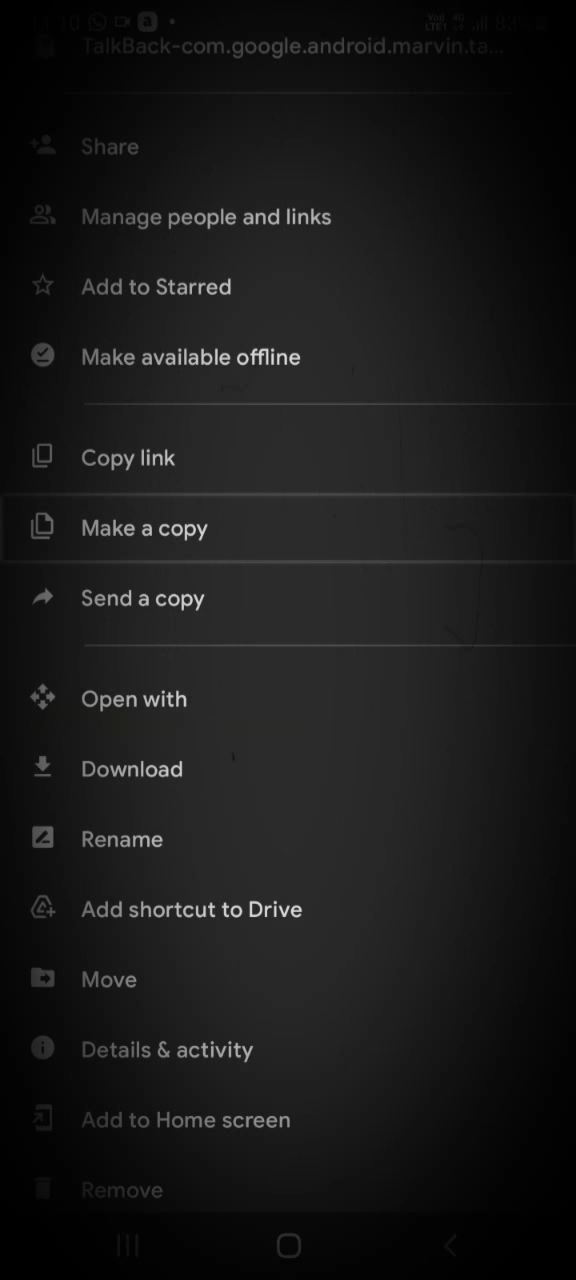 TalkBack-com.google.android.marvin.ta...
Share
Manage people and links
Add to Starred
Make available offline
Copy link
Make a copy
Send a copy
Open with
Download
Rename
Add shortcut to Drive
Move
Details & activity
Add to Home screen
Remove